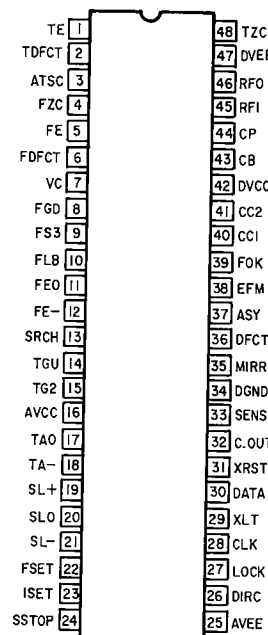 TE 1
TDFCT 2
ATSC 3
FZC 4
FE 5
FDFCT 6
VC 7
FGD 8
FS3 9
FLB 10
FEO 11
FE- 12
SRCH 13
TGU 14
TG2 15
AVCC 16
TAO 17
TA- 18
SL+ 19
SLO 20
SL- 21
FSET 22
ISET 23
SSTOP 24
48 TZC
47 DVEE
46 RFO
45 RFI
44 CP
43 CB
42 DVCC
41 CC2
40 CC1
39 FOK
38 EFM
37 ASY
36 DFCT
35 MIRR
34 DGND
33 SENS
32 C.OUT
31 XRST
30 DATA
29 XLT
28 CLK
27 LOCK
26 DIRC
25 AVEE